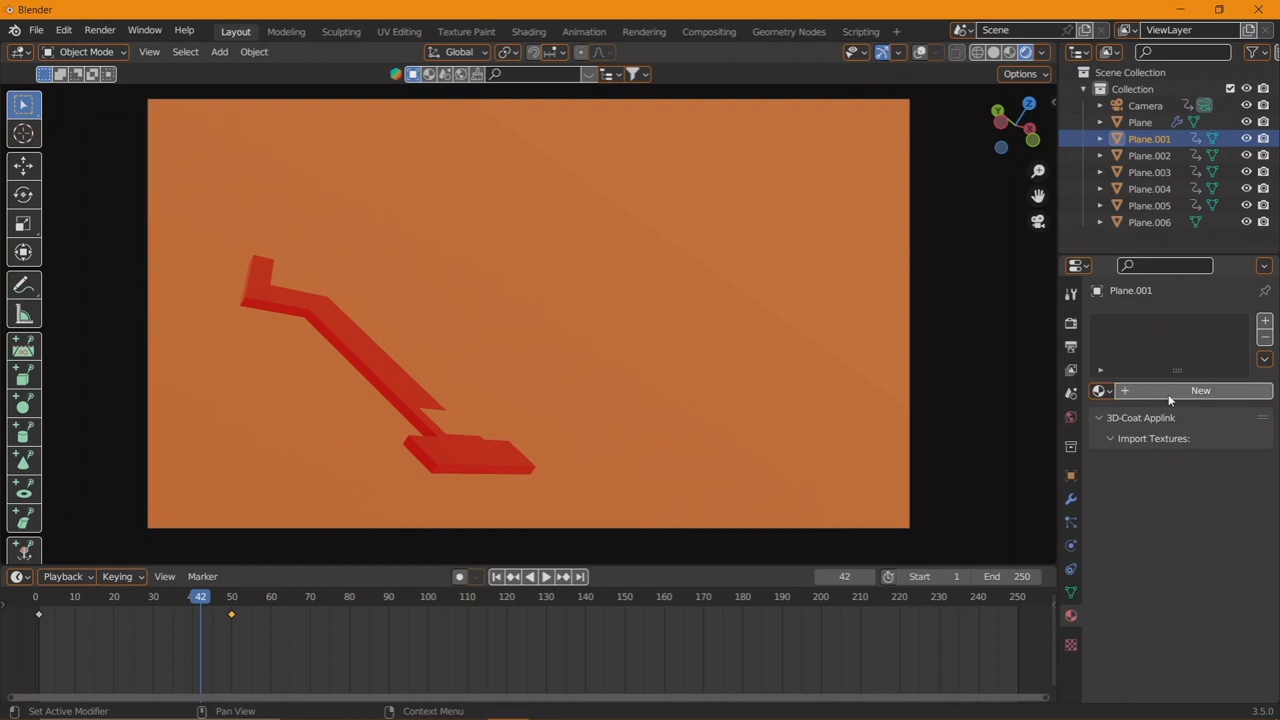 Blender
File Edit Render Window Help Layout Modeling Sculpting UV Editing Texture Paint Shading Animation Rendering Compositing Geometry Nodes Scripting + Scene ViewLayer
Object Mode View Select Add Object Global
Options
Scene Collection
Collection
Camera
Plane
Plane.001
Plane.002
Plane.003
Plane.004
Plane.005
Plane.006
X
Y
Z
Plane.001
+ New
3D-Coat Applink
Import Textures:
Playback Keying View Marker 42 Start 1 End 250
0 10 20 30 42 50 60 70 80 90 100 110 120 130 140 150 160 170 180 190 200 210 220 230 240 250
Set Active Modifier Pan View Context Menu 3.5.0